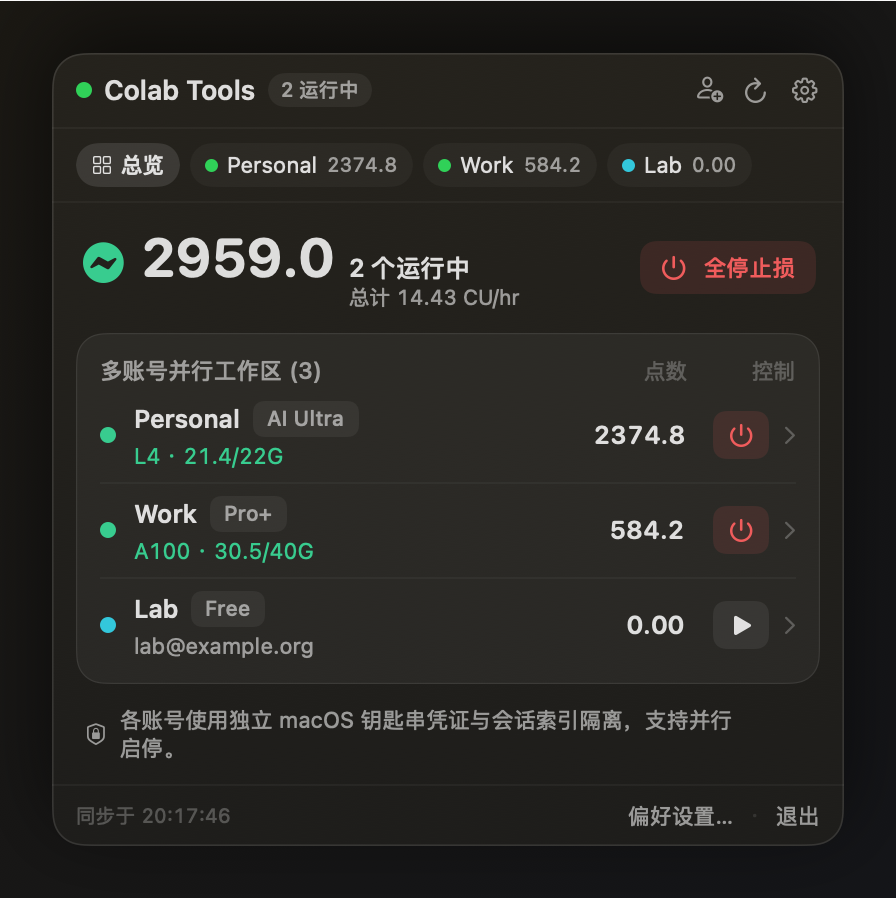 Colab Tools 2 运行中
总览 Personal 2374.8 Work 584.2 Lab 0.00
2959.0 2 个运行中 全停止损
总计 14.43 CU/hr
多账号并行工作区 (3) 点数 控制
Personal AI Ultra 2374.8
L4 · 21.4/22G
Work Pro+ 584.2
A100 · 30.5/40G
Lab Free 0.00
lab@example.org
各账号使用独立 macOS 钥匙串凭证与会话索引隔离，支持并行
启停。
同步于 20:17:46 偏好设置... · 退出